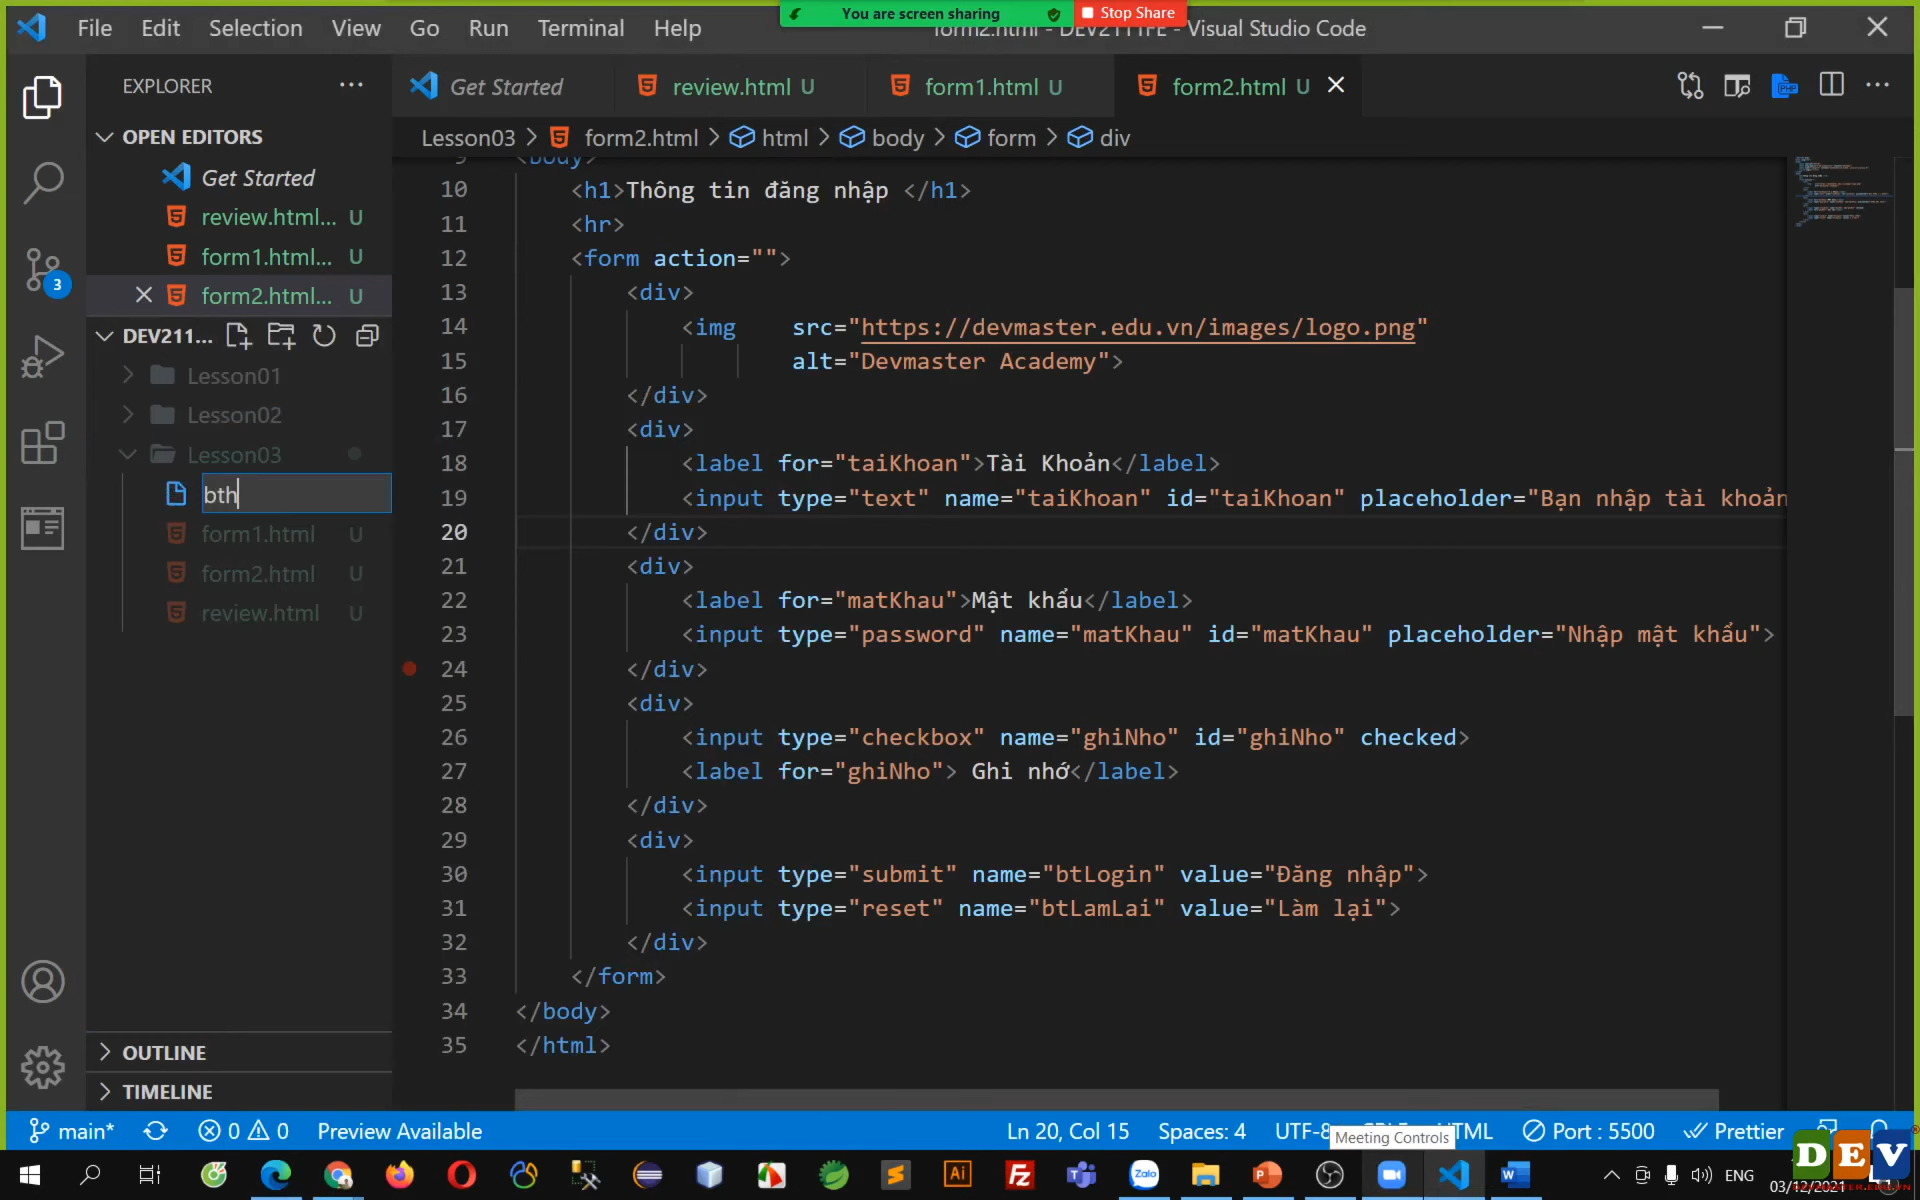 You are screen sharing
Stop Share
File Edit Selection View Go Run Terminal Help
form2.html - DEV2111FE - Visual Studio Code
EXPLORER
Get Started
review.html U
form1.html U
form2.html U
Lesson03 > form2.html > html > body > form > div
OPEN EDITORS
Get Started
review.html... U
form1.html... U
form2.html... U
DEV211...
Lesson01
Lesson02
Lesson03
bth
form1.html U
form2.html U
review.html U
OUTLINE
TIMELINE
9 <body>
10 <h1>Thông tin đăng nhập </h1>
11 <hr>
12 <form action="">
13 <div>
14 <img src="https://devmaster.edu.vn/images/logo.png"
15 alt="Devmaster Academy">
16 </div>
17 <div>
18 <label for="taiKhoan">Tài Khoản</label>
19 <input type="text" name="taiKhoan" id="taiKhoan" placeholder="Bạn nhập tài khoản
20 </div>
21 <div>
22 <label for="matKhau">Mật khẩu</label>
23 <input type="password" name="matKhau" id="matKhau" placeholder="Nhập mật khẩu">
24 </div>
25 <div>
26 <input type="checkbox" name="ghiNho" id="ghiNho" checked>
27 <label for="ghiNho"> Ghi nhớ</label>
28 </div>
29 <div>
30 <input type="submit" name="btLogin" value="Đăng nhập">
31 <input type="reset" name="btLamLai" value="Làm lại">
32 </div>
33 </form>
34 </body>
35 </html>
3
main* 0 0 Preview Available
Ln 20, Col 15 Spaces: 4 UTF-8 HTML Port : 5500 Prettier
Meeting Controls
ENG
03/12/2021
DEV